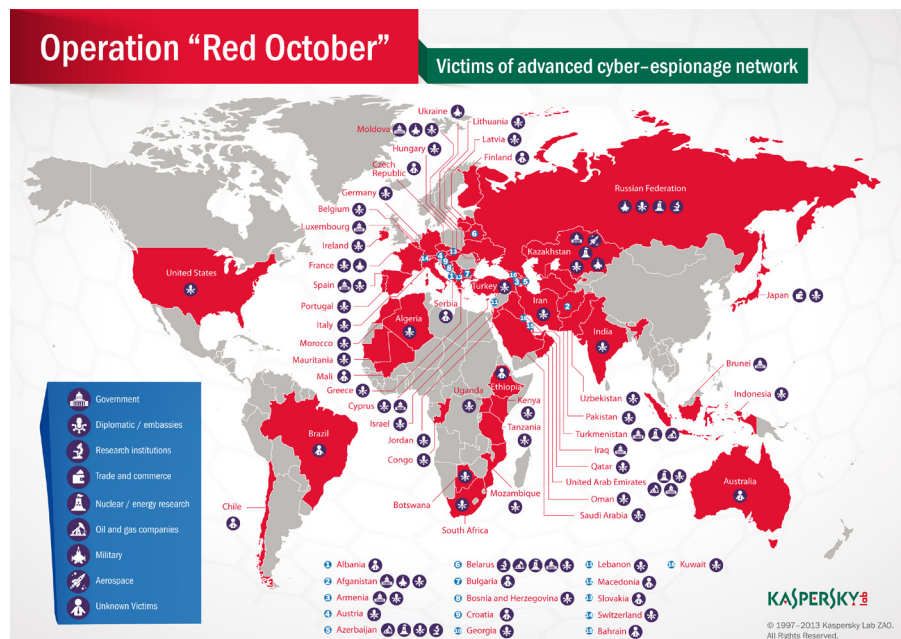 Operation “Red October”
Victims of advanced cyber–espionage network
Ukraine
Moldova
Hungary
Czech
Republic
Germany
Belgium
Luxembourg
Ireland
France
Spain
Portugal
Italy
Morocco
Mauritania
Mali
Greece
Cyprus
Israel
Jordan
Congo
Lithuania
Latvia
Finland
Russian Federation
Kazakhstan
United States
Serbia
Turkey
Algeria
Iran
India
Japan
Uganda
Ethiopia
Kenya
Tanzania
Uzbekistan
Pakistan
Turkmenistan
Iraq
Qatar
United Arab Emirates
Oman
Saudi Arabia
Brunei
Indonesia
Australia
Brazil
Chile
Botswana
Mozambique
South Africa
Government
Diplomatic / embassies
Research institutions
Trade and commerce
Nuclear / energy research
Oil and gas companies
Military
Aerospace
Unknown Victims
1 Albania
2 Afganistan
3 Armenia
4 Austria
5 Azerbaijan
6 Belarus
7 Bulgaria
8 Bosnia and Herzegovina
9 Croatia
10 Georgia
Lebanon
Macedonia
Slovakia
Switzerland
Bahrain
Kuwait
KASPERSKY lab
© 1997–2013 Kaspersky Lab ZAO.
All Rights Reserved.